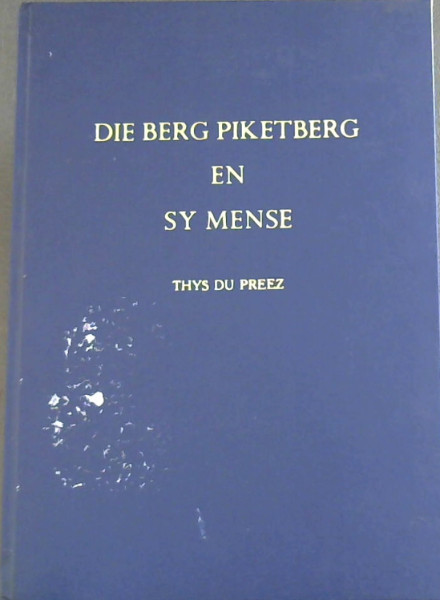 DIE BERG PIKETBERG
EN
SY MENSE
THYS DU PREEZ